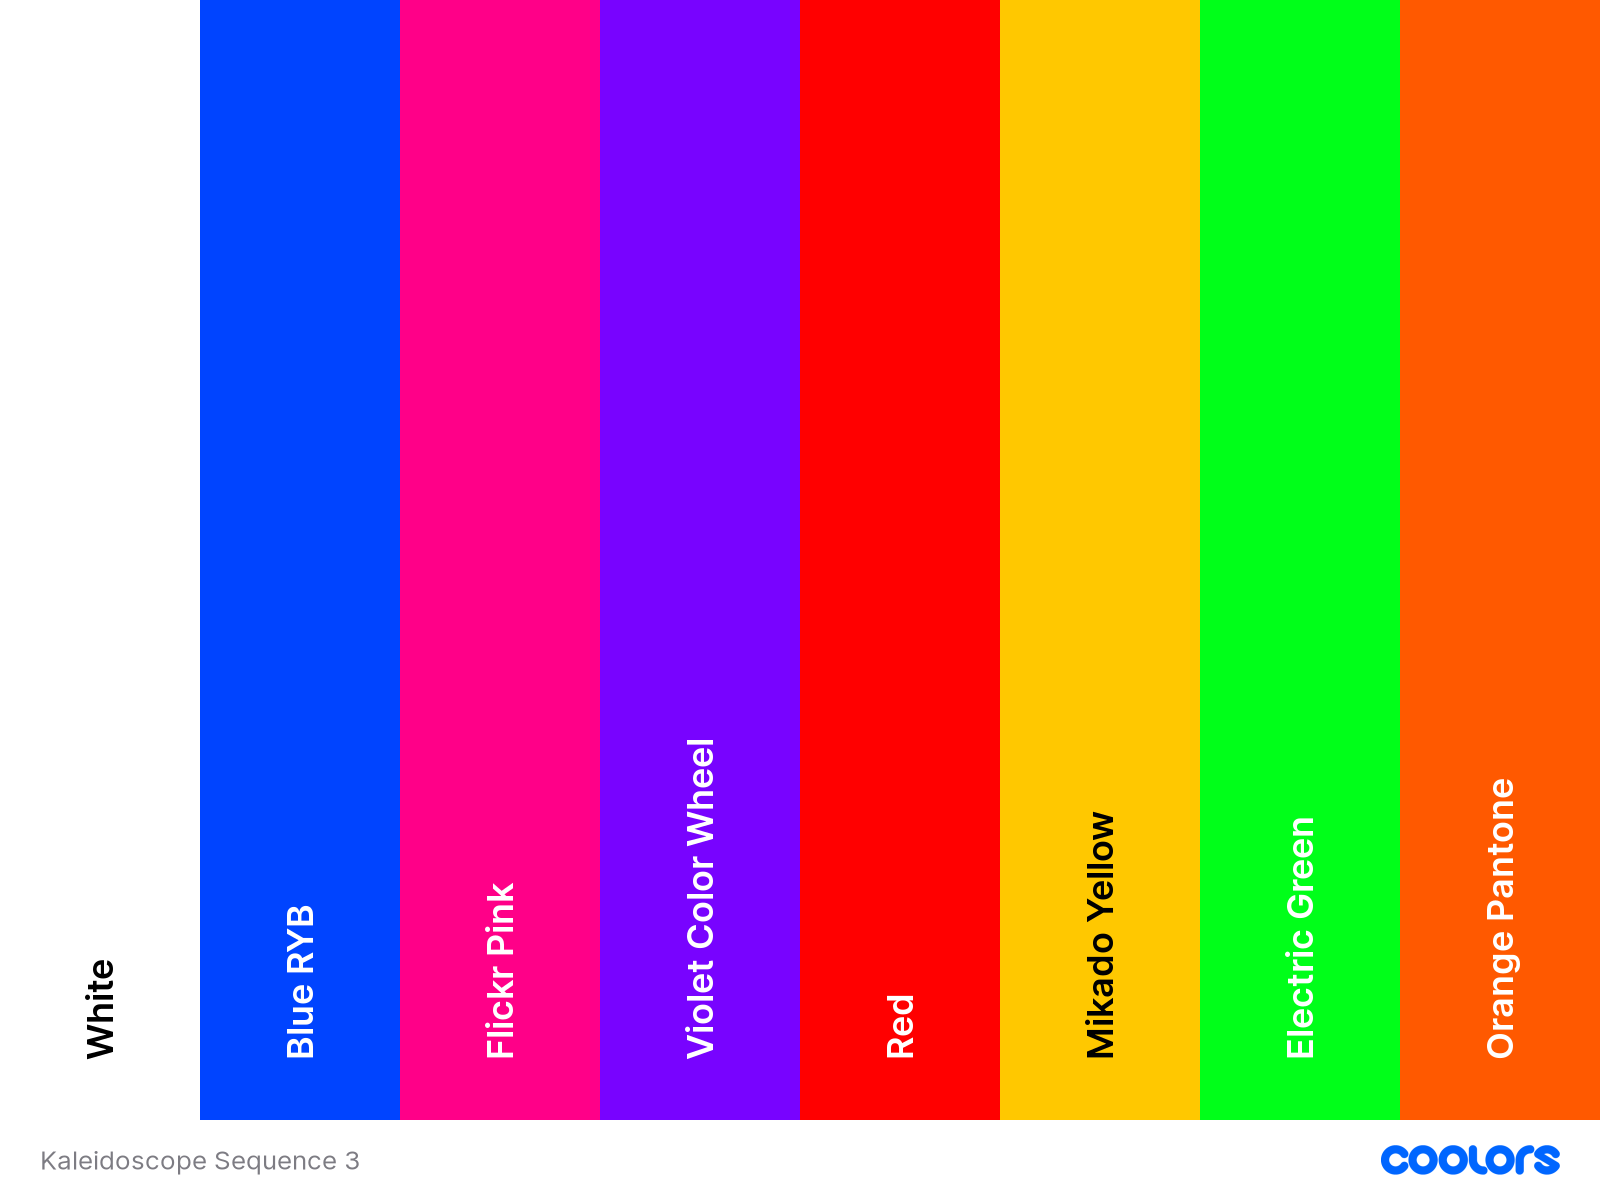 White
Blue RYB
Flickr Pink
Violet Color Wheel
Red
Mikado Yellow
Electric Green
Orange Pantone
Kaleidoscope Sequence 3
coolors